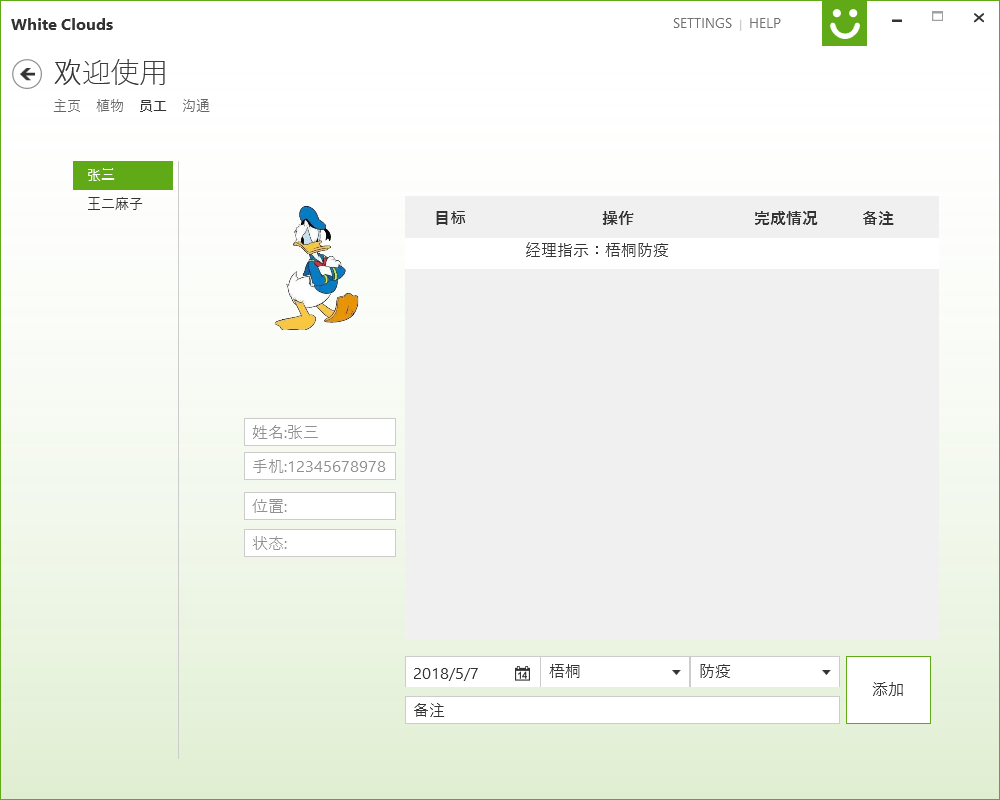 White Clouds
SETTINGS | HELP
欢迎使用
主页 植物 员工 沟通
张三
王二麻子
目标 操作 完成情况 备注
经理指示：梧桐防疫
姓名:张三
手机:12345678978
位置:
状态:
2018/5/7 14 梧桐 防疫
添加
备注